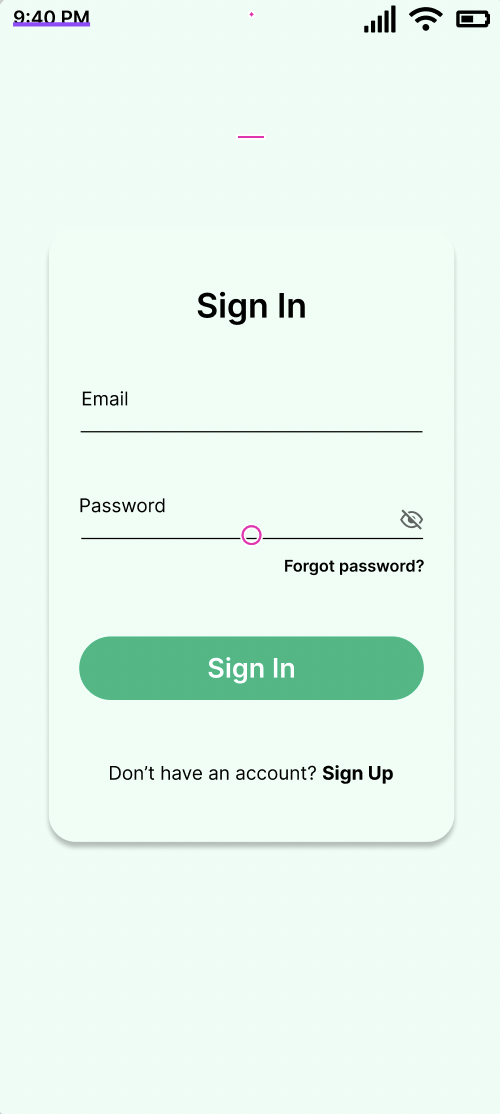 9:40 PM
Sign In
Email
Password
Forgot password?
Sign In
Don’t have an account? Sign Up